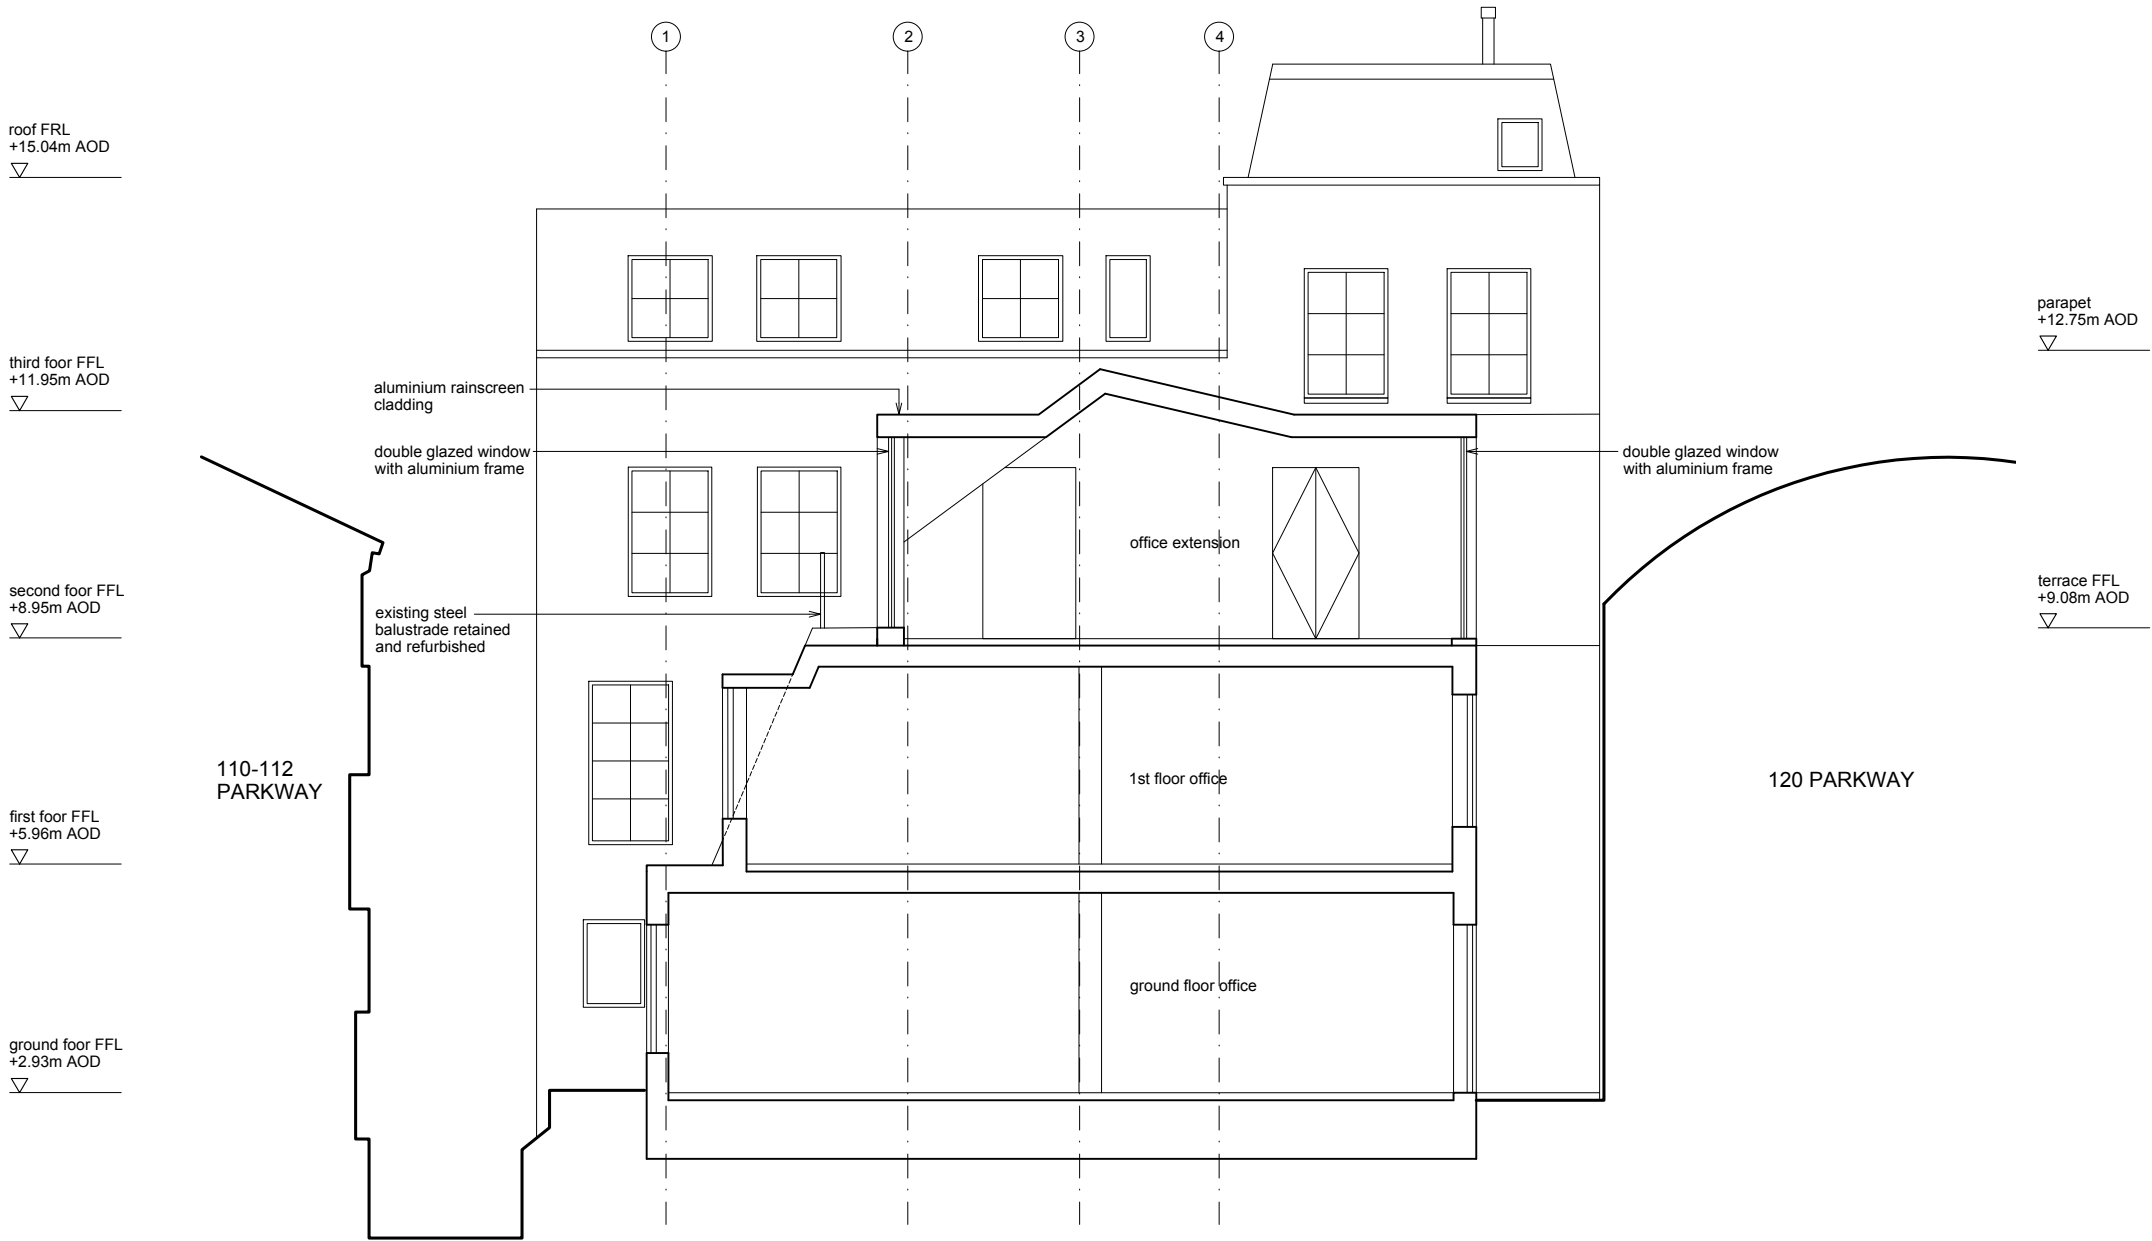 1
2
3
4
roof FRL
+15.04m AOD
third foor FFL
+11.95m AOD
second foor FFL
+8.95m AOD
first foor FFL
+5.96m AOD
ground foor FFL
+2.93m AOD
aluminium rainscreen
cladding
double glazed window
with aluminium frame
existing steel
balustrade retained
and refurbished
110-112
PARKWAY
office extension
1st floor office
ground floor office
double glazed window
with aluminium frame
120 PARKWAY
parapet
+12.75m AOD
terrace FFL
+9.08m AOD